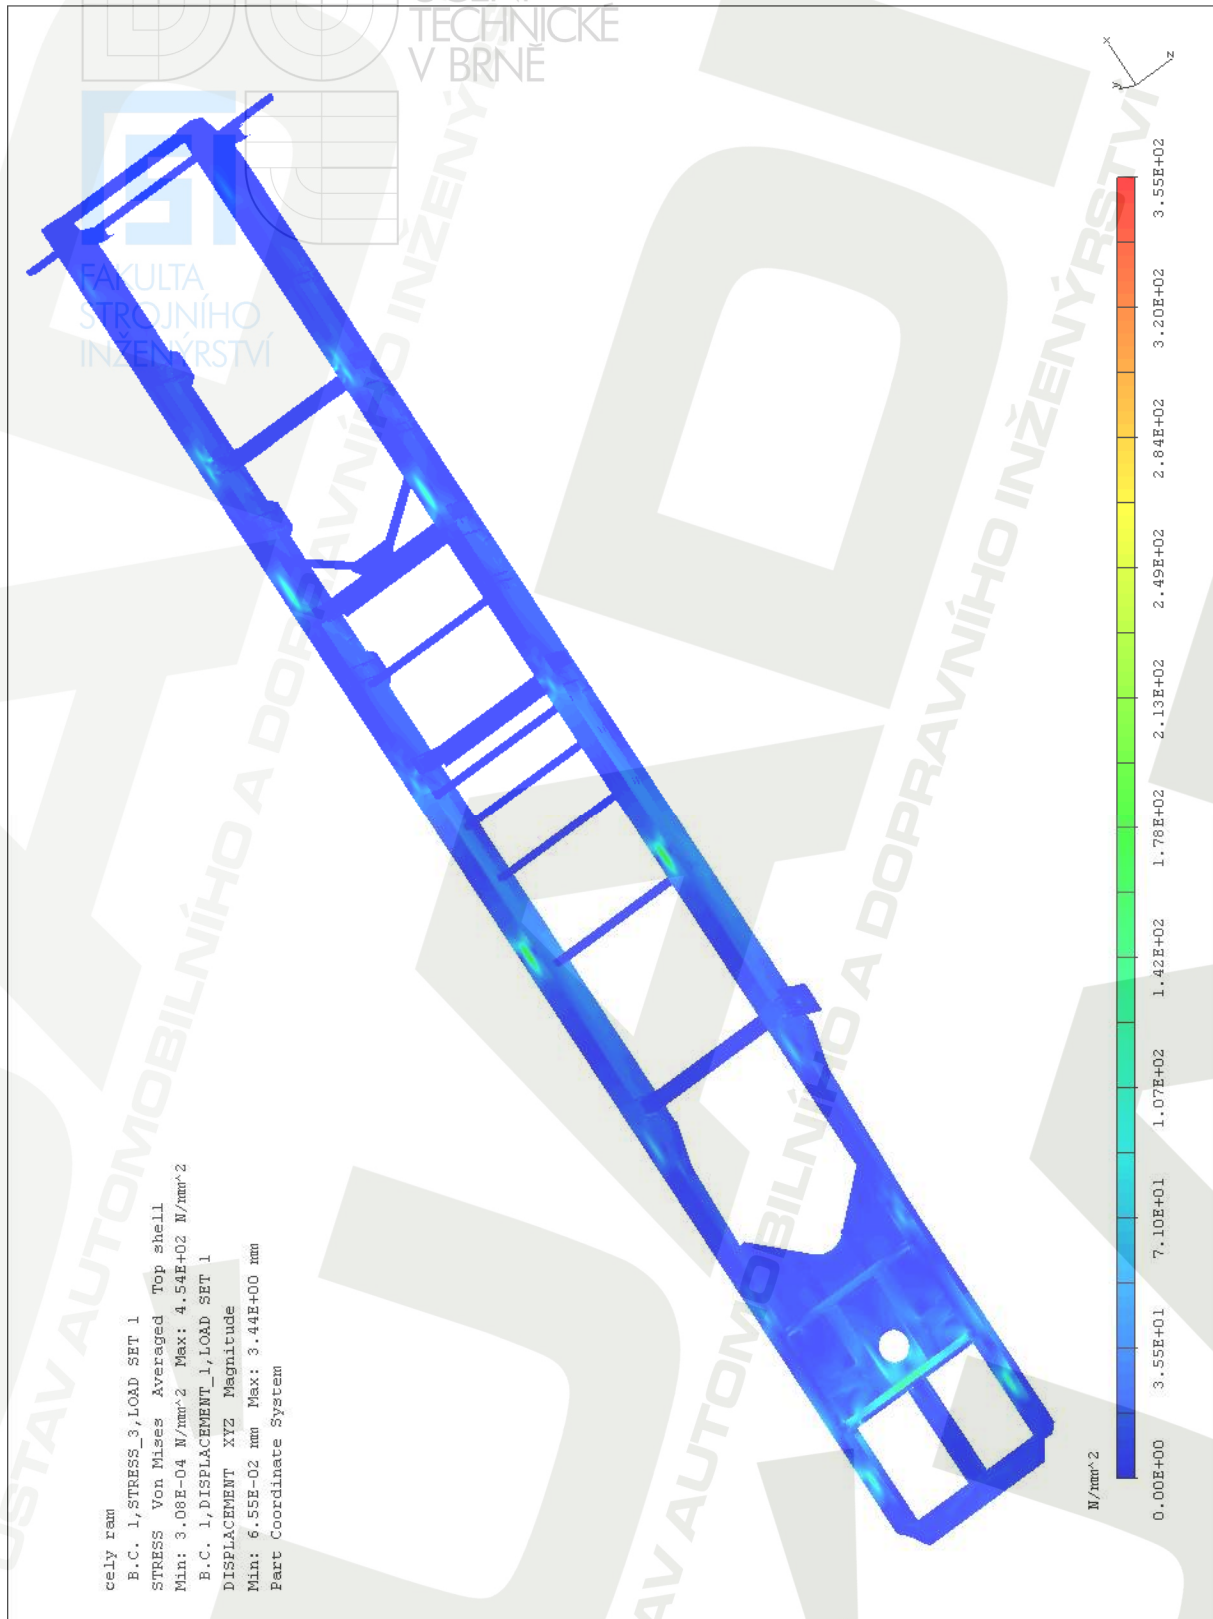 TECHNICKÉ
V BRNĚ
FAKULTA
STROJNÍHO
INŽENÝRSTVÍ
cely ram
B.C. 1,STRESS_3,LOAD SET 1
STRESS Von Mises Averaged Top shell
Min: 3.08E-04 N/mm^2 Max: 4.54E+02 N/mm^2
B.C. 1,DISPLACEMENT_1,LOAD SET 1
DISPLACEMENT XYZ Magnitude
Min: 6.55E-02 mm Max: 3.44E+00 mm
Part Coordinate System
N/mm^2
0.00E+00 3.55E+01 7.10E+01 1.07E+02 1.42E+02 1.78E+02 2.13E+02 2.49E+02 2.84E+02 3.20E+02 3.55E+02
X
Y
Z
ÚSTAV AUTOMOBILNÍHO A DOPRAVNÍHO INŽENÝRS
AV AUTOMOBILNÍHO A DOPRAVNÍHO INŽENÝRSTVÍ